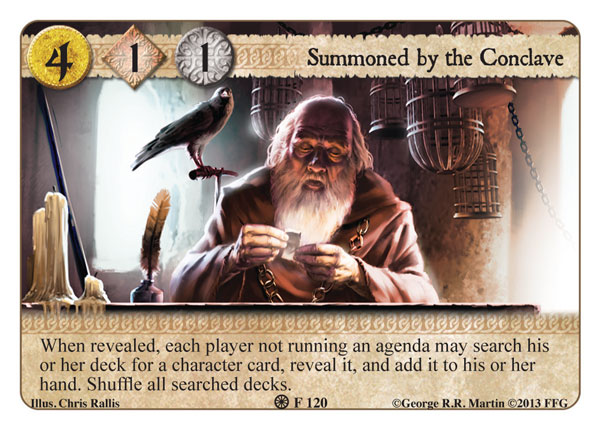 4 1 1 Summoned by the Conclave
When revealed, each player not running an agenda may search his
or her deck for a character card, reveal it, and add it to his or her
hand. Shuffle all searched decks.
Illus. Chris Rallis F 120 ©George R.R. Martin ©2013 FFG